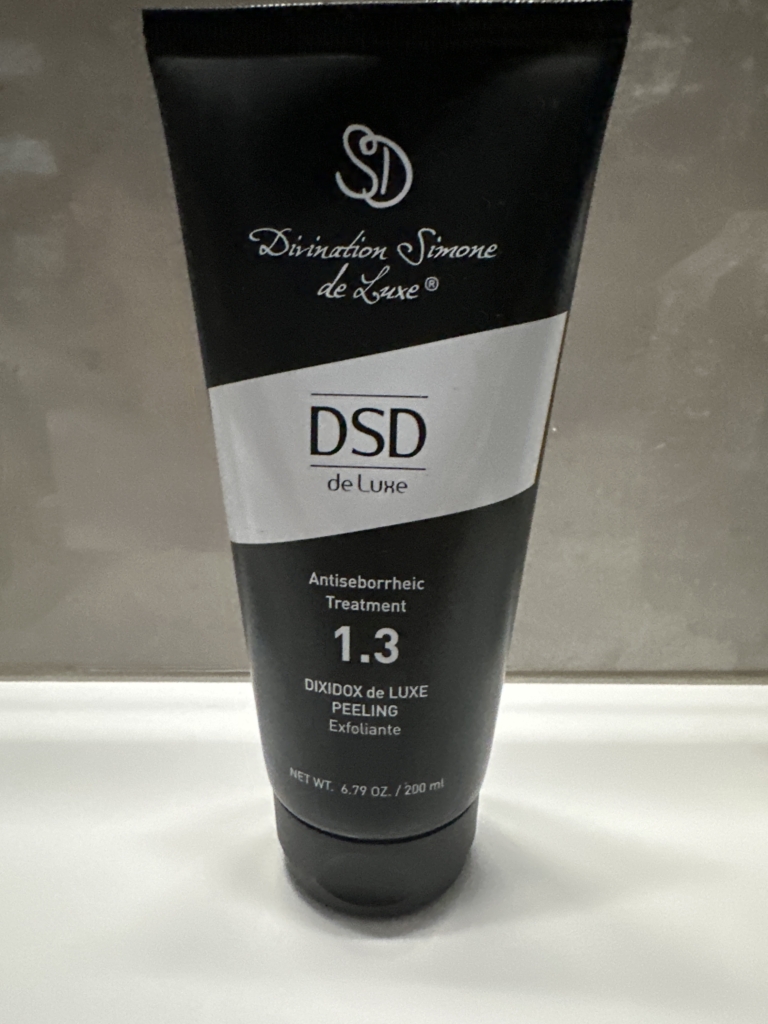 SD
Divination Simone
de Luxe®
DSD
de Luxe
Antiseborrheic
Treatment
1.3
DIXIDOX de LUXE
PEELING
Exfoliante
NET WT. 6.79 OZ. / 200 ml